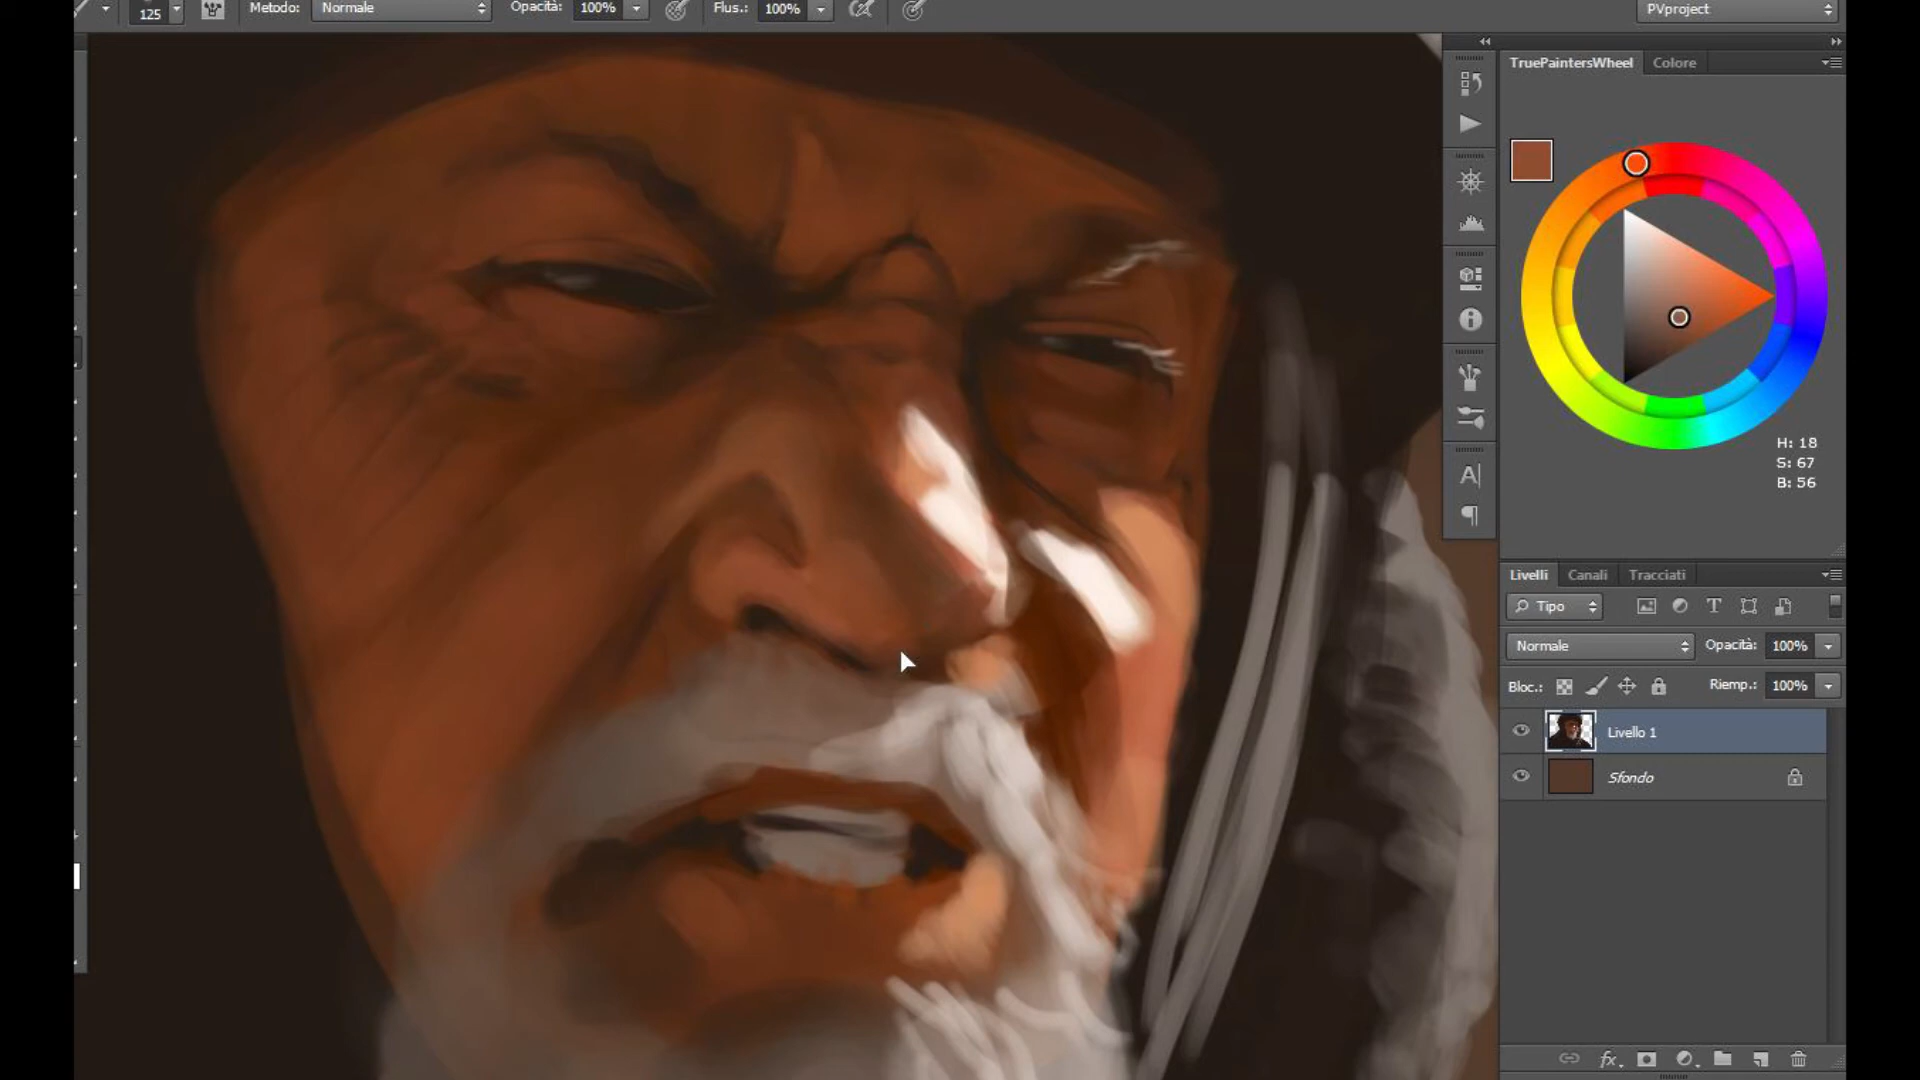 125
Metodo: Normale
Opacità: 100%
Flus.: 100%
PVproject
TruePaintersWheel Colore
H: 18
S: 67
B: 56
Livelli Canali Tracciati
Tipo
Normale Opacità: 100%
Bloc.: Riemp.: 100%
Livello 1
Sfondo
fx